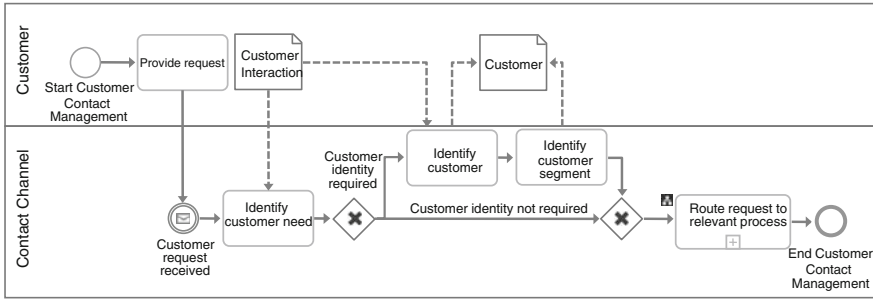 Customer
Start Customer
Contact
Management
Provide request
Customer
Interaction
Customer
Contact Channel
Customer
request
received
Identify
customer need
Customer
identity
required
Identify
customer
Identify
customer
segment
Customer identity not required
Route request to
relevant process
End Customer
Contact
Management